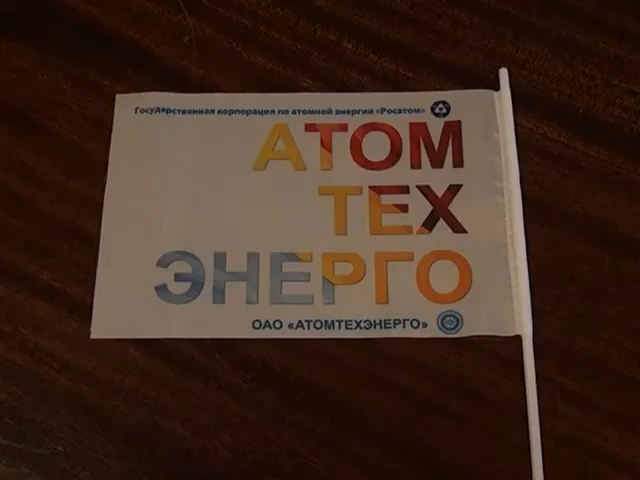 Государственная корпорация по атомной энергии «Росатом»
АТОМ
ТЕХ
ЭНЕРГО
ОАО «АТОМТЕХЭНЕРГО»